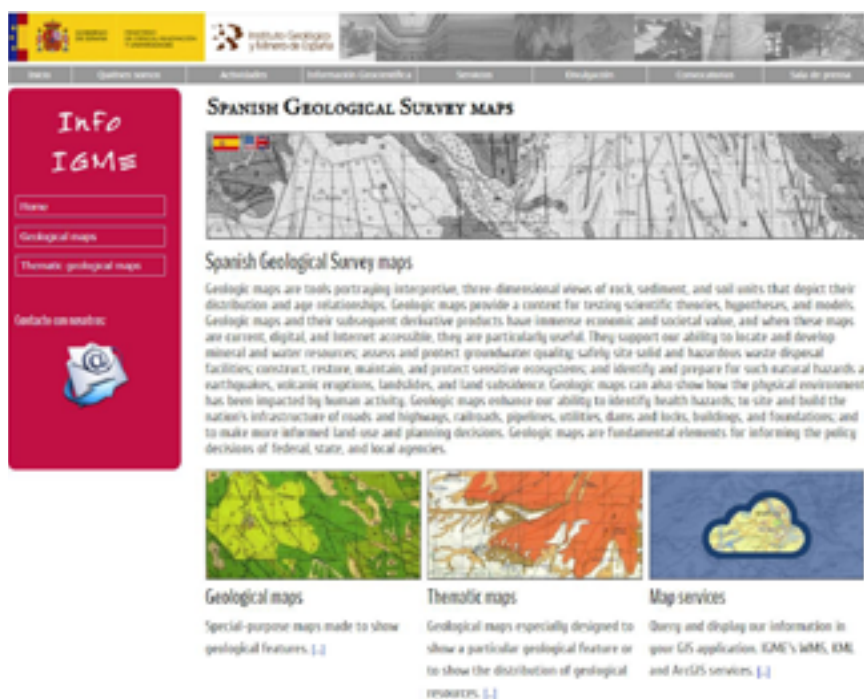 GOBIERNO DE ESPAÑA
MINISTERIO DE CIENCIA, INNOVACIÓN Y UNIVERSIDADES
Instituto Geológico
y Minero de España
Inicio Quiénes somos Actividades Información Geocientífica Servicios Divulgación Convocatorias Sala de prensa
Info
IGME
Home
Geological maps
Thematic geological maps
Contacte con nosotros:
Spanish Geological Survey maps
Spanish Geological Survey maps
Geologic maps are tools portraying interpretive, three-dimensional views of rock, sediment, and soil units that depict their
distribution and age relationships. Geologic maps provide a context for testing scientific theories, hypotheses, and models.
Geologic maps and their subsequent derivative products have immense economic and societal value, and when these maps
are current, digital, and Internet accessible, they are particularly useful. They support our ability to locate and develop
mineral and water resources; assess and protect groundwater quality; safely site solid and hazardous waste disposal
facilities; construct, restore, maintain, and protect sensitive ecosystems; and identify and prepare for such natural hazards a
earthquakes, volcanic eruptions, landslides, and land subsidence. Geologic maps can also show how the physical environment
has been impacted by human activity. Geologic maps enhance our ability to identify health hazards; to site and build the
nation's infrastructure of roads and highways, railroads, pipelines, utilities, dams and locks, buildings, and foundations; and
to make more informed land-use and planning decisions. Geologic maps are fundamental elements for informing the policy
decisions of federal, state, and local agencies.
Geological maps
Special-purpose maps made to show
geological features. [...]
Thematic maps
Geological maps especially designed to
show a particular geological feature or
to show the distribution of geological
resources. [...]
Map services
Query and display our information in
your GIS application. IGME's WMS, KML
and ArcGIS services. [...]